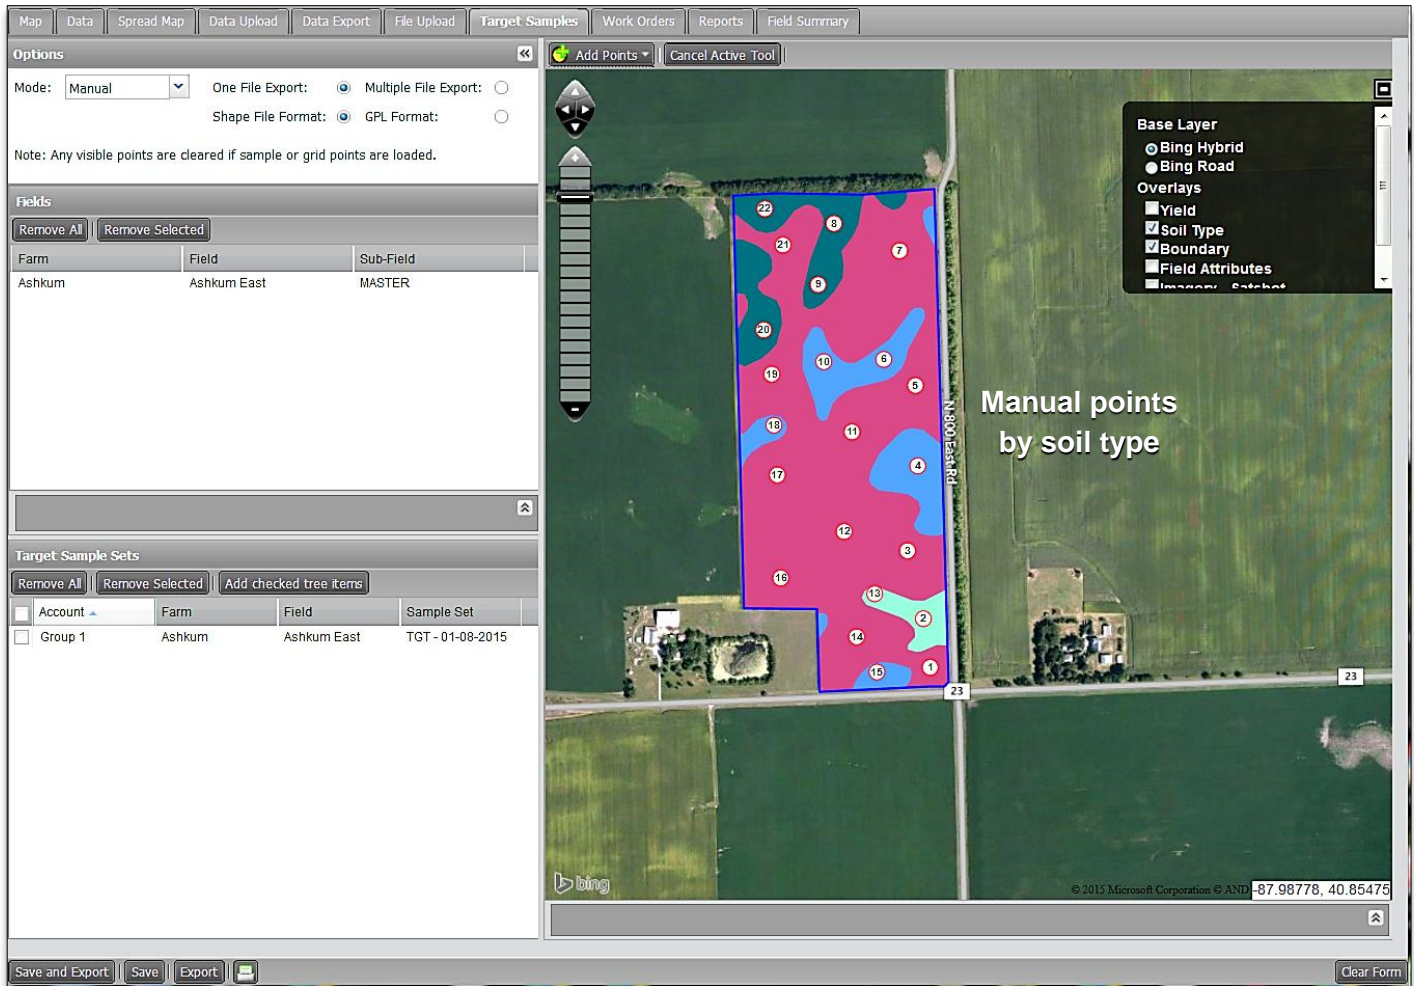 Map Data Spread Map Data Upload Data Export File Upload Target Samples Work Orders Reports Field Summary
Options
Mode: Manual One File Export: Multiple File Export:
Shape File Format: GPL Format:
Note: Any visible points are cleared if sample or grid points are loaded.
Fields
Remove All Remove Selected
Farm Field Sub-Field
Ashkum Ashkum East MASTER
Target Sample Sets
Remove All Remove Selected Add checked tree items
Account Farm Field Sample Set
Group 1 Ashkum Ashkum East TGT - 01-08-2015
Add Points Cancel Active Tool
Base Layer
Bing Hybrid
Bing Road
Overlays
Yield
Soil Type
Boundary
Field Attributes
Imagery - Satshot
22
8
21
7
9
20
10
6
19
5
18
11
4
17
12
3
16
13
2
14
15
1
N 800 East Rd
Manual points
by soil type
23
23
bing
© 2015 Microsoft Corporation © AND
-87.98778, 40.85475
Save and Export Save Export Clear Form